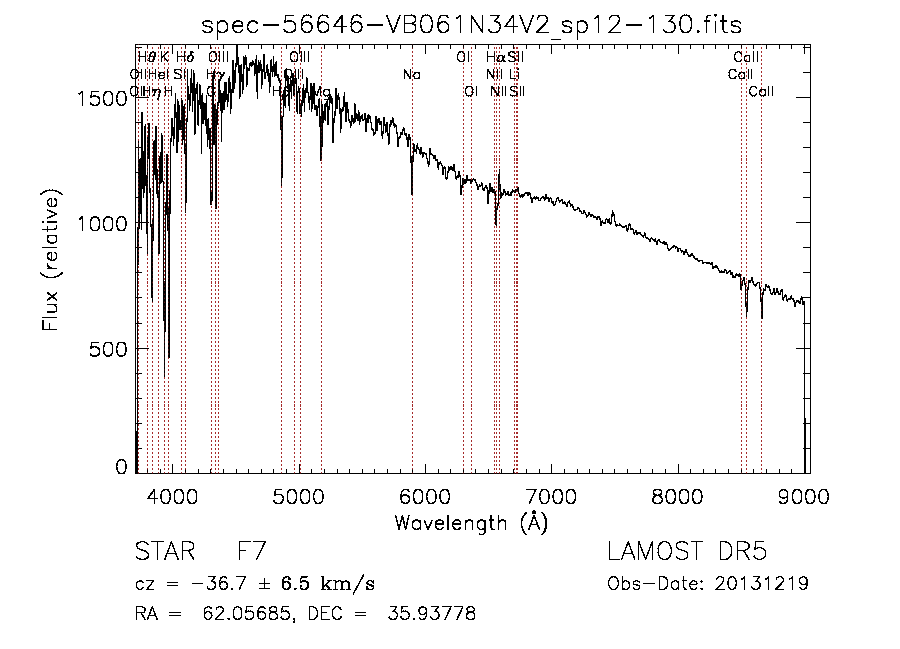 spec-56646-VB061N34V2_sp12-130.fits
Hθ K Hδ OIII OIII OI Hα SII CaII
OII HeI SII Hγ OIII Na NII Li CaII
Hη H G Mg OI NII SII CaII
1500
1000
500
0
Flux (relative)
4000 5000 6000 7000 8000 9000
Wavelength (Å)
STAR F7 LAMOST DR5
cz = −36.7 ± 6.5 km/s Obs-Date: 20131219
RA = 62.05685, DEC = 35.93778